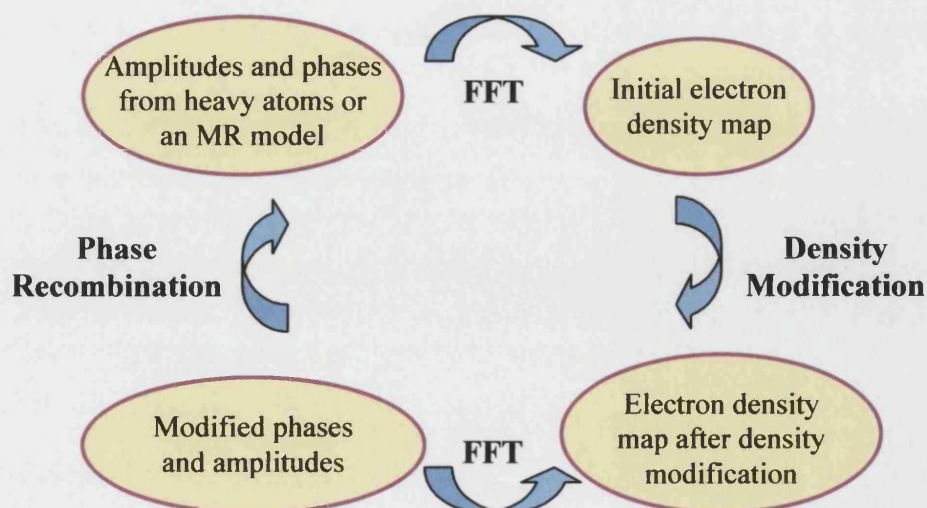 Amplitudes and phases
from heavy atoms or
an MR model
FFT
Initial electron
density map
Phase
Recombination
Density
Modification
Modified phases
and amplitudes
FFT
Electron density
map after density
modification